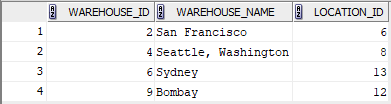 WAREHOUSE_ID WAREHOUSE_NAME LOCATION_ID
1 2 San Francisco 6
2 4 Seattle, Washington 8
3 6 Sydney 13
4 9 Bombay 12